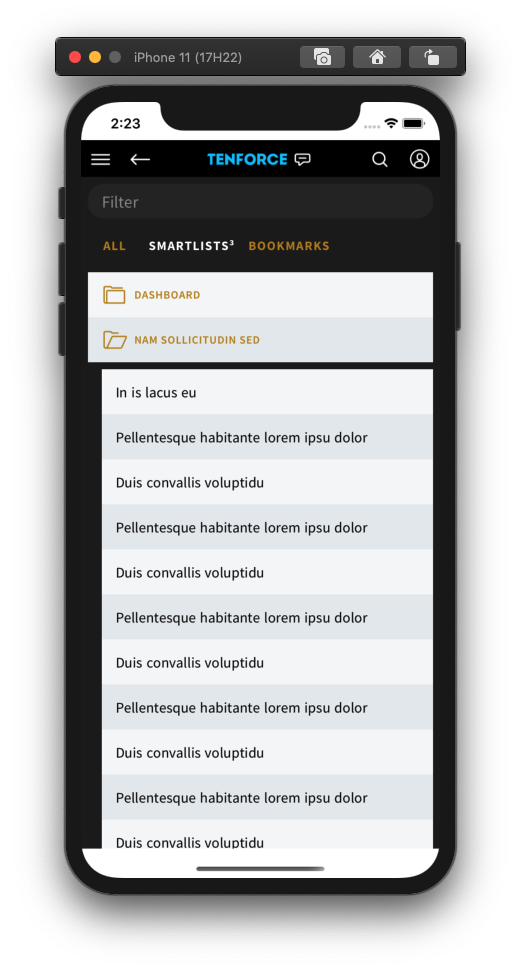 iPhone 11 (17H22)
2:23
TENFORCE
Filter
ALL SMARTLISTS³ BOOKMARKS
DASHBOARD
NAM SOLLICITUDIN SED
In is lacus eu
Pellentesque habitante lorem ipsu dolor
Duis convallis voluptidu
Pellentesque habitante lorem ipsu dolor
Duis convallis voluptidu
Pellentesque habitante lorem ipsu dolor
Duis convallis voluptidu
Pellentesque habitante lorem ipsu dolor
Duis convallis voluptidu
Pellentesque habitante lorem ipsu dolor
Duis convallis voluptidu